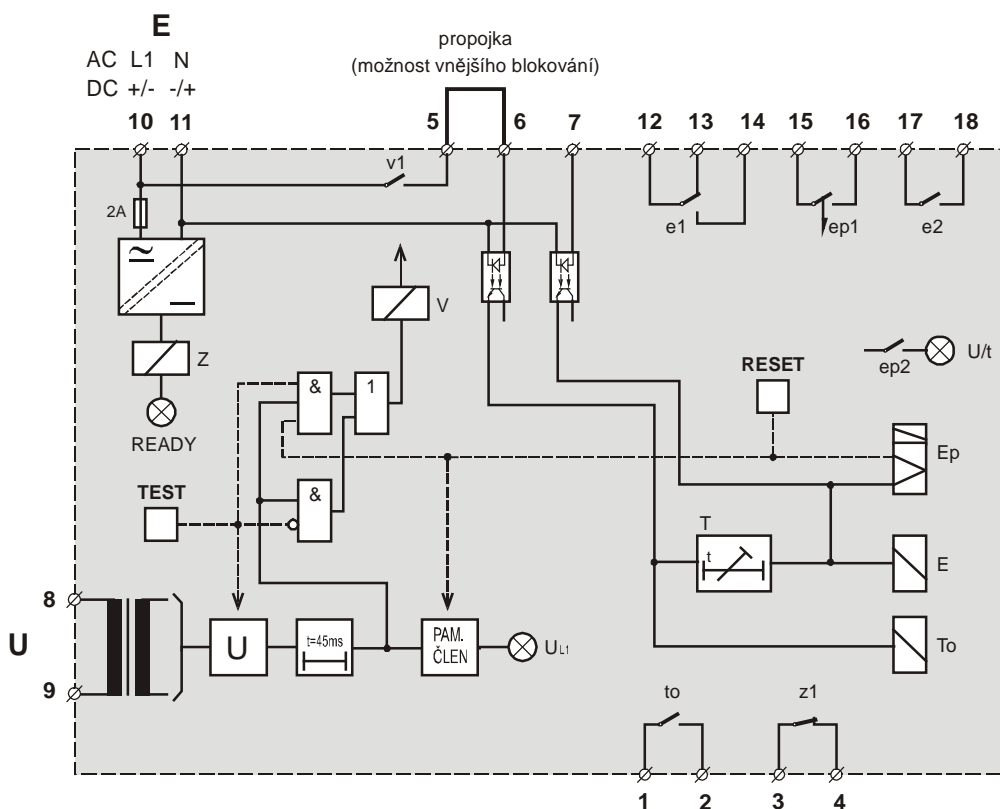 E
propojka
(možnost vnějšího blokování)
AC L1 N
DC +/- -/+
10 11 5 6 7 12 13 14 15 16 17 18
v1
2A
e1 ep1 e2
V
Z
READY
& 1
RESET
ep2 U/t
Ep
TEST
&
T
t
E
8
U
9
U
t=45ms
PAM.
ČLEN
UL1
To
to z1
1 2 3 4